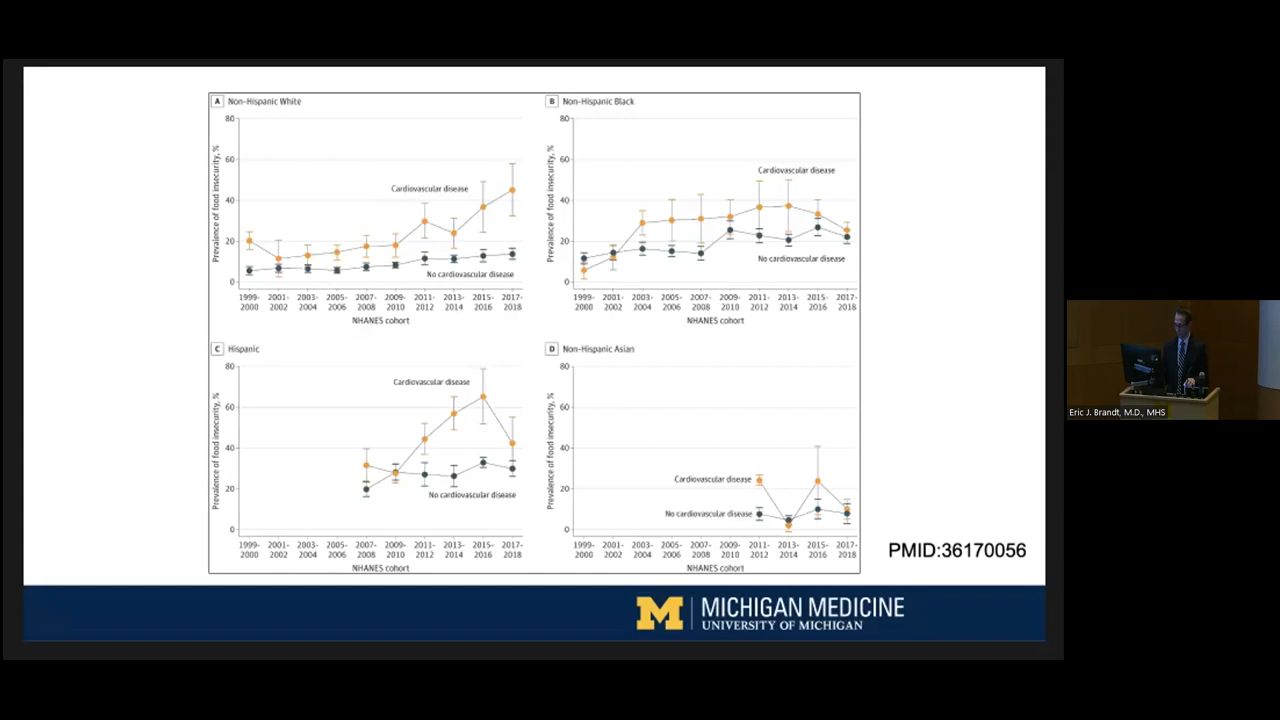 A Non-Hispanic White
80
60
40
20
0
Prevalence of food insecurity, %
Cardiovascular disease
No cardiovascular disease
1999-2000 2001-2002 2003-2004 2005-2006 2007-2008 2009-2010 2011-2012 2013-2014 2015-2016 2017-2018
NHANES cohort
B Non-Hispanic Black
80
60
40
20
0
Prevalence of food insecurity, %
Cardiovascular disease
No cardiovascular disease
1999-2000 2001-2002 2003-2004 2005-2006 2007-2008 2009-2010 2011-2012 2013-2014 2015-2016 2017-2018
NHANES cohort
C Hispanic
80
60
40
20
0
Prevalence of food insecurity, %
Cardiovascular disease
No cardiovascular disease
1999-2000 2001-2002 2003-2004 2005-2006 2007-2008 2009-2010 2011-2012 2013-2014 2015-2016 2017-2018
NHANES cohort
D Non-Hispanic Asian
80
60
40
20
0
Prevalence of food insecurity, %
Cardiovascular disease
No cardiovascular disease
1999-2000 2001-2002 2003-2004 2005-2006 2007-2008 2009-2010 2011-2012 2013-2014 2015-2016 2017-2018
NHANES cohort
PMID:36170056
M MICHIGAN MEDICINE
UNIVERSITY OF MICHIGAN
Eric J. Brandt, M.D., MHS